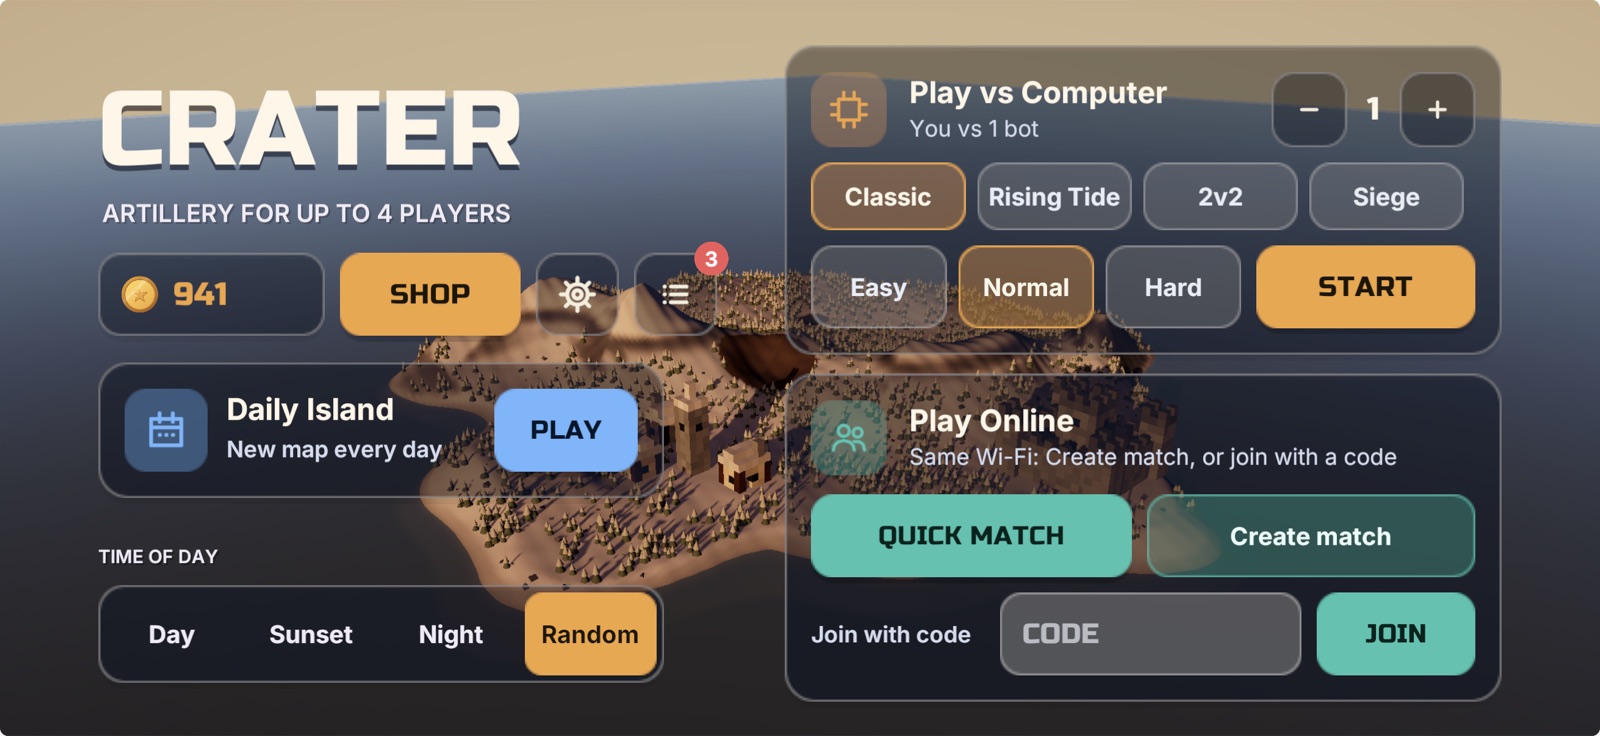 CRATER
ARTILLERY FOR UP TO 4 PLAYERS
941
SHOP
3
Daily Island
New map every day
PLAY
TIME OF DAY
Day
Sunset
Night
Random
Play vs Computer
You vs 1 bot
−
1
+
Classic
Rising Tide
2v2
Siege
Easy
Normal
Hard
START
Play Online
Same Wi-Fi: Create match, or join with a code
QUICK MATCH
Create match
Join with code
CODE
JOIN